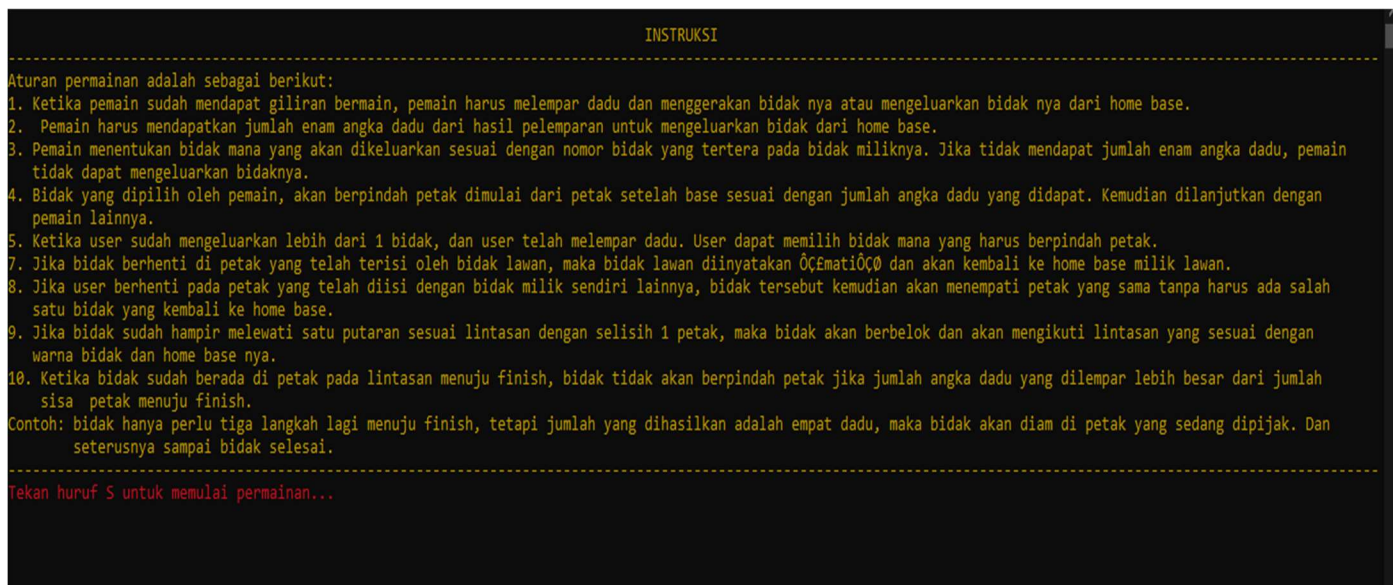 INSTRUKSI
Aturan permainan adalah sebagai berikut:
1. Ketika pemain sudah mendapat giliran bermain, pemain harus melempar dadu dan menggerakan bidak nya atau mengeluarkan bidak nya dari home base.
2.  Pemain harus mendapatkan jumlah enam angka dadu dari hasil pelemparan untuk mengeluarkan bidak dari home base.
3. Pemain menentukan bidak mana yang akan dikeluarkan sesuai dengan nomor bidak yang tertera pada bidak miliknya. Jika tidak mendapat jumlah enam angka dadu, pemain
tidak dapat mengeluarkan bidaknya.
4. Bidak yang dipilih oleh pemain, akan berpindah petak dimulai dari petak setelah base sesuai dengan jumlah angka dadu yang didapat. Kemudian dilanjutkan dengan
pemain lainnya.
5. Ketika user sudah mengeluarkan lebih dari 1 bidak, dan user telah melempar dadu. User dapat memilih bidak mana yang harus berpindah petak.
7. Jika bidak berhenti di petak yang telah terisi oleh bidak lawan, maka bidak lawan diinyatakan ÔÇ£matiÔÇØ dan akan kembali ke home base milik lawan.
8. Jika user berhenti pada petak yang telah diisi dengan bidak milik sendiri lainnya, bidak tersebut kemudian akan menempati petak yang sama tanpa harus ada salah
satu bidak yang kembali ke home base.
9. Jika bidak sudah hampir melewati satu putaran sesuai lintasan dengan selisih 1 petak, maka bidak akan berbelok dan akan mengikuti lintasan yang sesuai dengan
warna bidak dan home base nya.
10. Ketika bidak sudah berada di petak pada lintasan menuju finish, bidak tidak akan berpindah petak jika jumlah angka dadu yang dilempar lebih besar dari jumlah
sisa  petak menuju finish.
Contoh: bidak hanya perlu tiga langkah lagi menuju finish, tetapi jumlah yang dihasilkan adalah empat dadu, maka bidak akan diam di petak yang sedang dipijak. Dan
seterusnya sampai bidak selesai.
Tekan huruf S untuk memulai permainan...